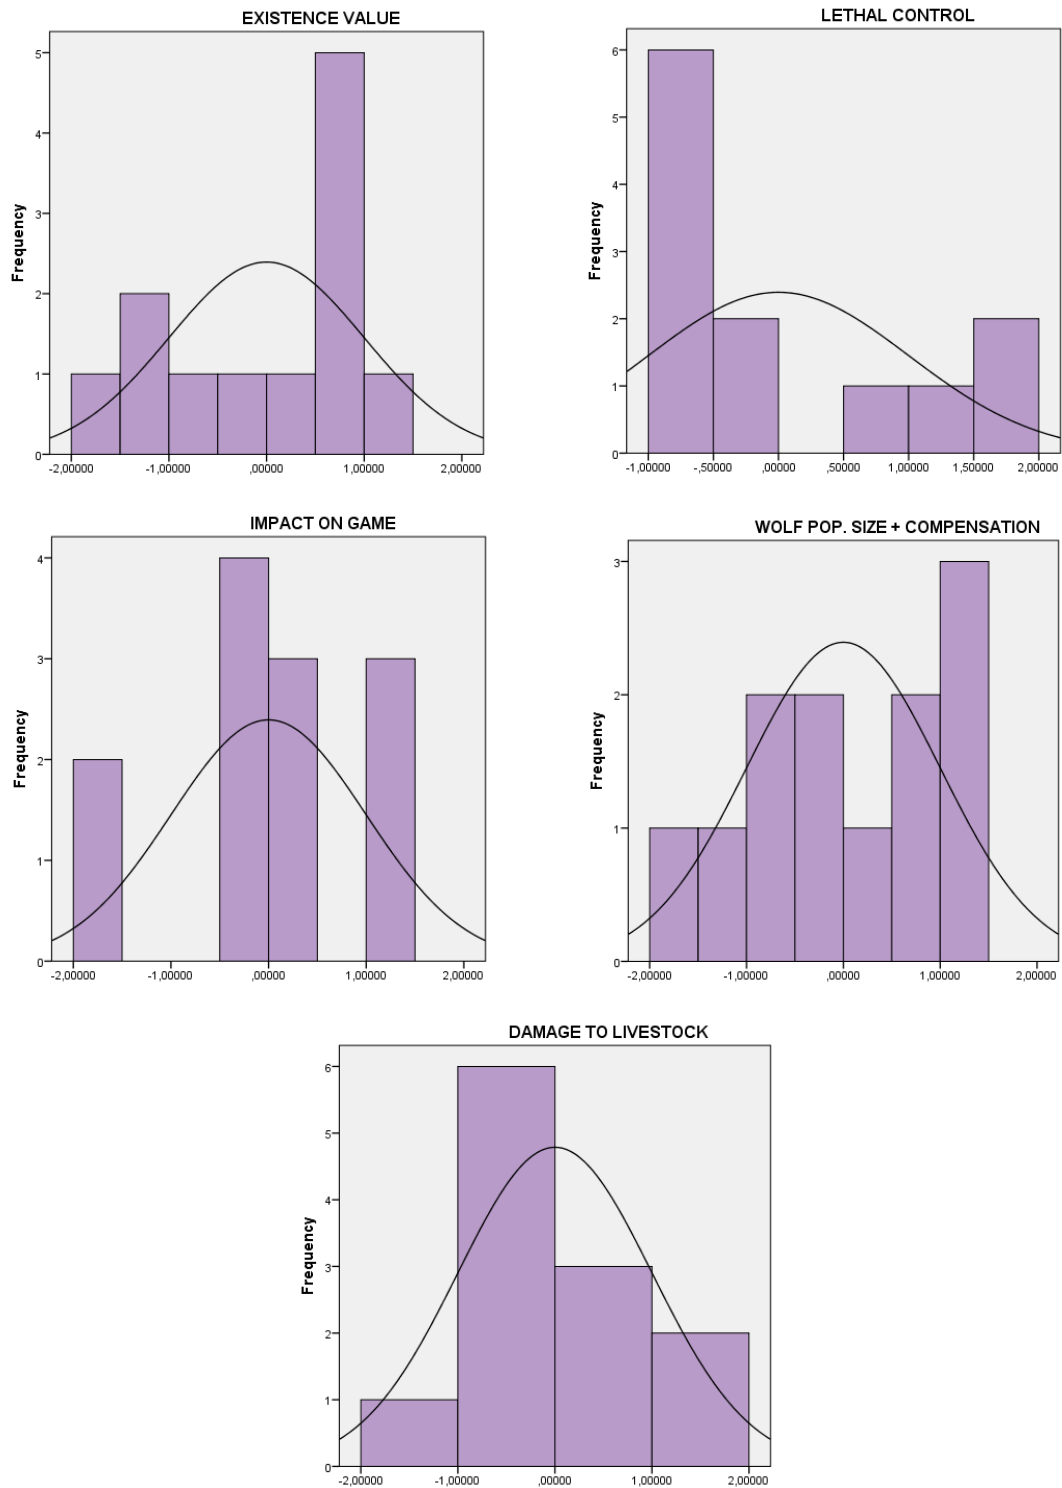 EXISTENCE VALUE
5
4
3
2
1
0
Frequency
-2,00000 -1,00000 ,00000 1,00000 2,00000
LETHAL CONTROL
6
5
4
3
2
1
0
Frequency
-1,00000 -,50000 ,00000 ,50000 1,00000 1,50000 2,00000
IMPACT ON GAME
4
3
2
1
0
Frequency
-2,00000 -1,00000 ,00000 1,00000 2,00000
WOLF POP. SIZE + COMPENSATION
3
2
1
0
Frequency
-2,00000 -1,00000 ,00000 1,00000 2,00000
DAMAGE TO LIVESTOCK
6
5
4
3
2
1
0
Frequency
-2,00000 -1,00000 ,00000 1,00000 2,00000